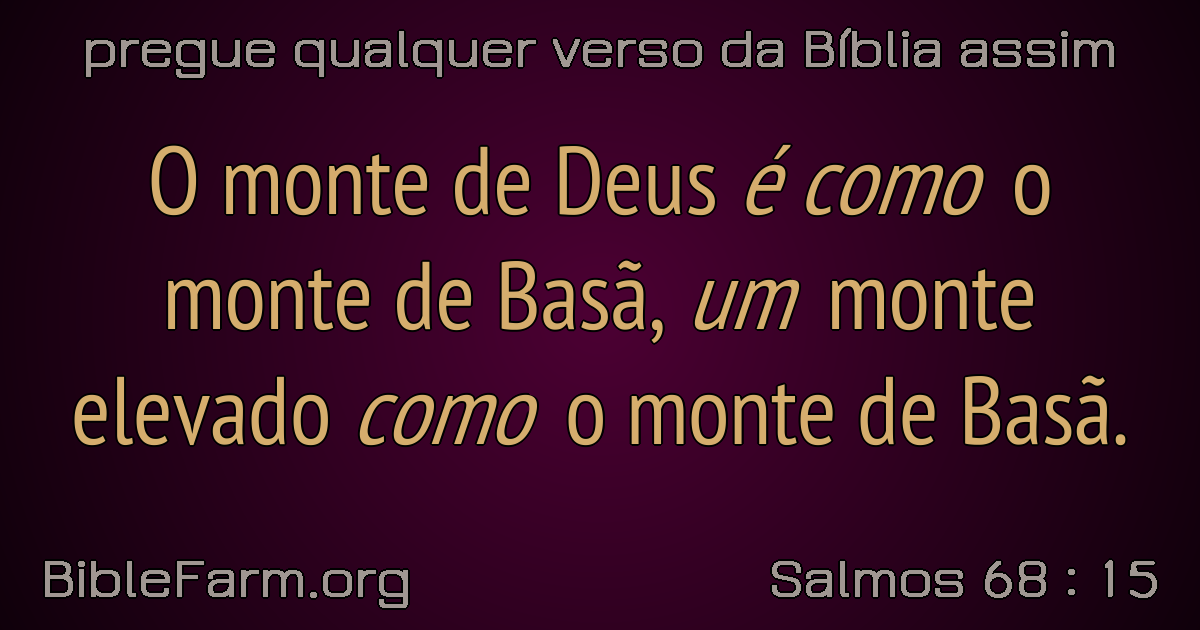 pregue qualquer verso da Bíblia assim
O monte de Deus é como o
monte de Basã, um monte
elevado como o monte de Basã.
BibleFarm.org
Salmos 68 : 15